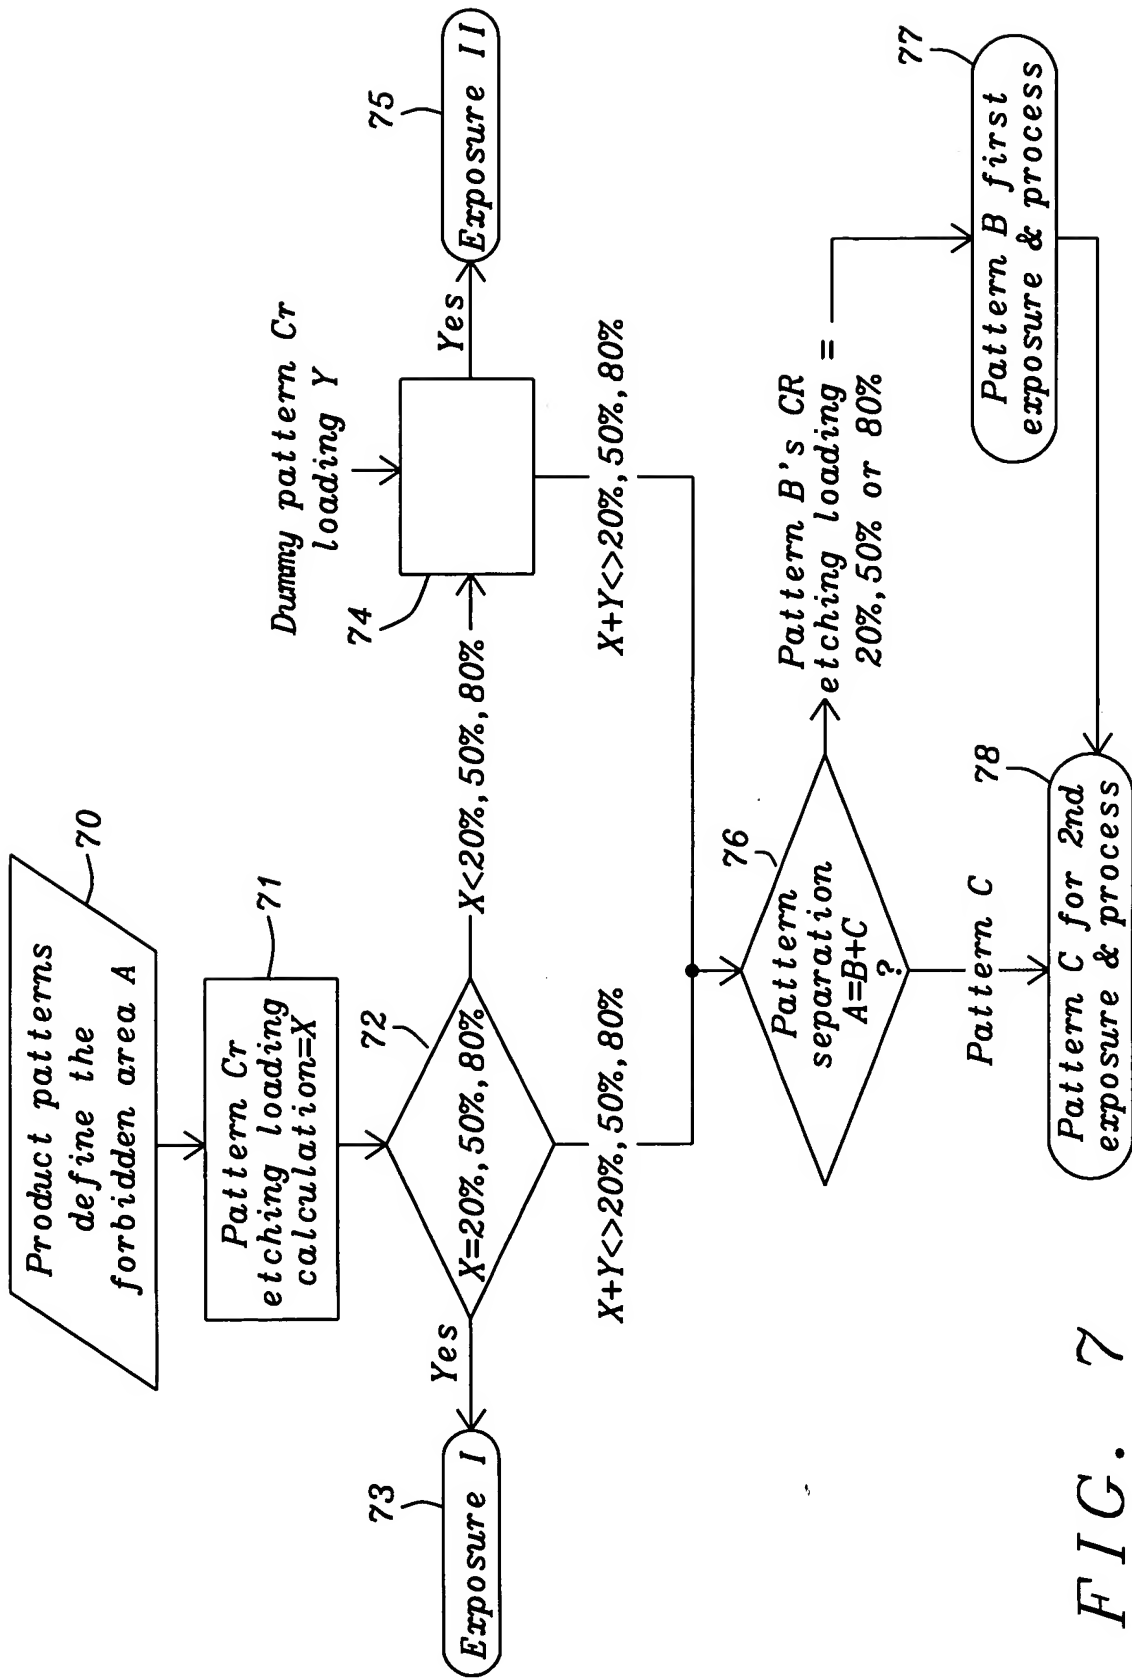 Product patterns
define the
forbidden area A
70
Pattern Cr
etching loading
calculation=X
71
X=20%,50%,80%
72
Yes
Exposure I
73
X<20%,50%,80%
Dummy pattern Cr
loading Y
74
Yes
Exposure II
75
X+Y<>20%,50%,80%
X+Y<>20%,50%,80%
Pattern
separation
A=B+C
?
76
Pattern B's CR
etching loading =
20%,50% or 80%
Pattern B first
exposure & process
77
Pattern C
Pattern C for 2nd
exposure & process
78
FIG. 7